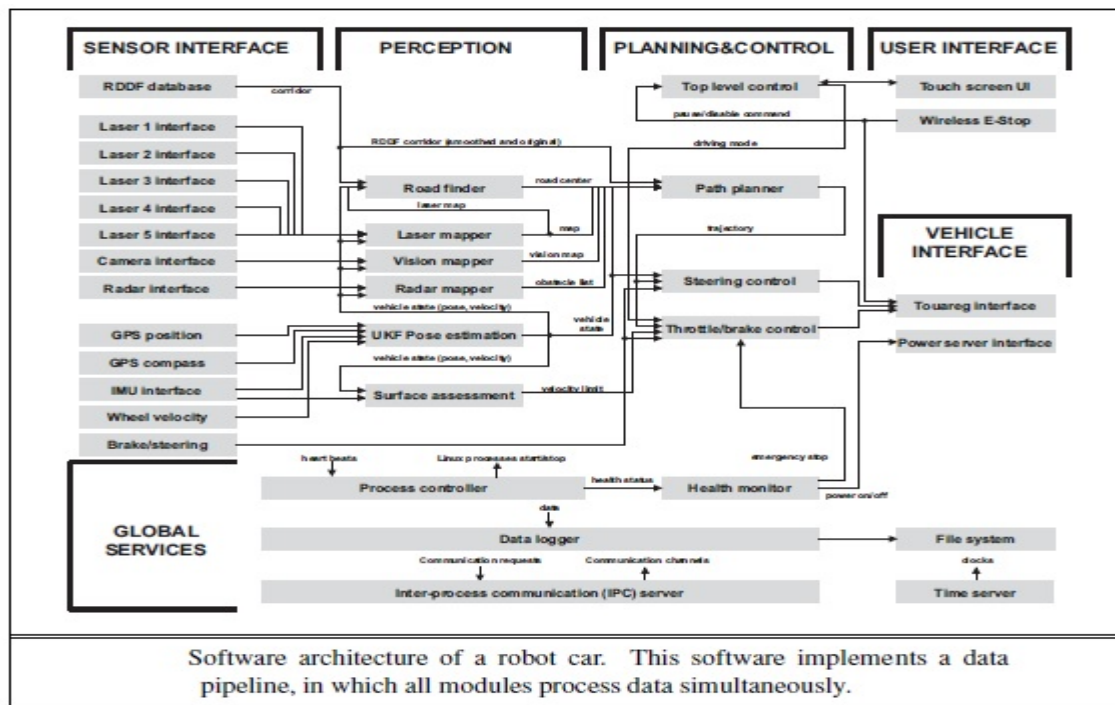 SENSOR INTERFACE
PERCEPTION
PLANNING&CONTROL
USER INTERFACE
RDDF database
corridor
Top level control
Touch screen UI
pause/disable command
Wireless E-Stop
Laser 1 interface
RDDF corridor (smoothed and original)
driving mode
Laser 2 interface
Laser 3 interface
road center
Road finder
Path planner
laser map
Laser 4 interface
Laser 5 interface
Laser mapper
map
trajectory
VEHICLE
INTERFACE
Camera interface
Vision mapper
vision map
Radar interface
Radar mapper
obstacle list
Steering control
vehicle state (pose, velocity)
vehicle
state
Touareg interface
GPS position
UKF Pose estimation
Throttle/brake control
Power server interface
GPS compass
vehicle state (pose, velocity)
IMU interface
Surface assessment
velocity limit
Wheel velocity
Brake/steering
heart beats
Linux processes start/stop
emergency stop
Process controller
health status
Health monitor
power on/off
GLOBAL
SERVICES
data
Data logger
File system
Communication requests
Communication channels
clocks
Inter-process communication (IPC) server
Time server
Software architecture of a robot car. This software implements a data
pipeline, in which all modules process data simultaneously.